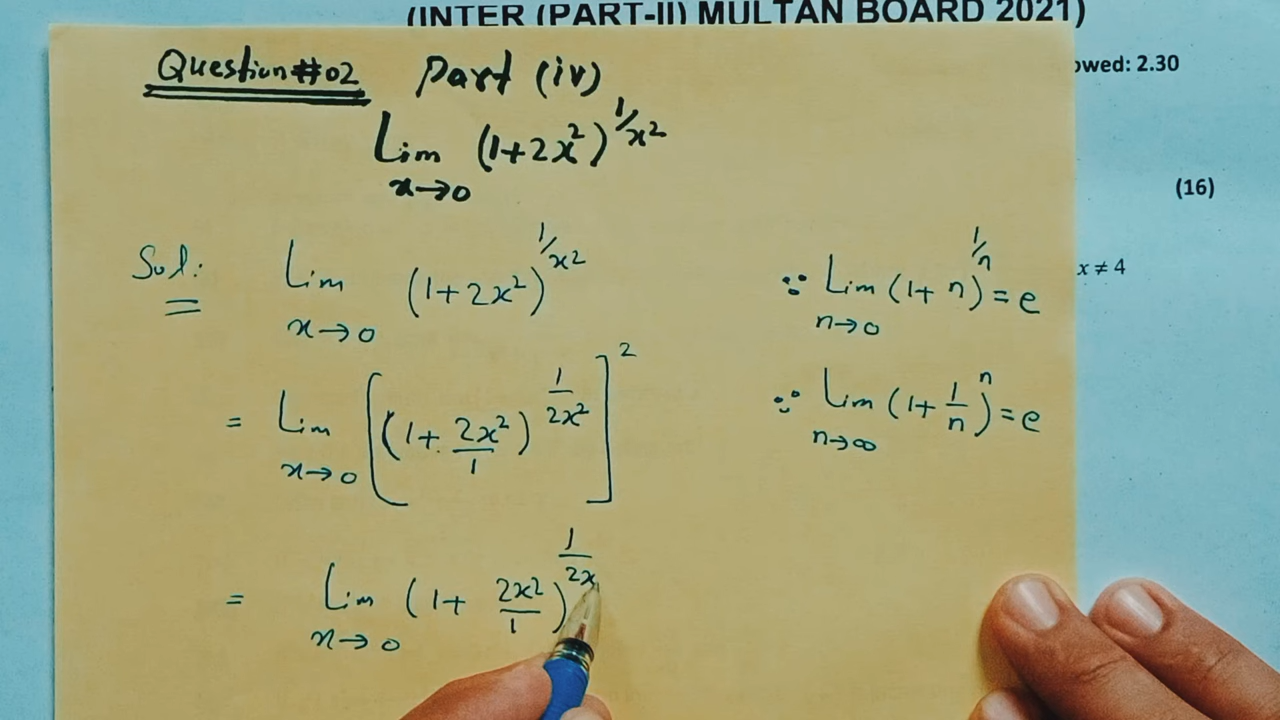 (INTER (PART-II) MULTAN BOARD 2021)
owed: 2.30
Question#02 Part (iv)
Lim (1+2x²)^1/x²
x→0
(16)
Sol: Lim (1+2x²)^1/x²
x→0
∵ Lim (1+n)^1/n = e
n→0
x ≠ 4
= Lim [(1+ 2x²/1)^1/2x²]²
x→0
∵ Lim (1+ 1/n)^n = e
n→∞
= Lim (1+ 2x²/1)^1/2x
x→0